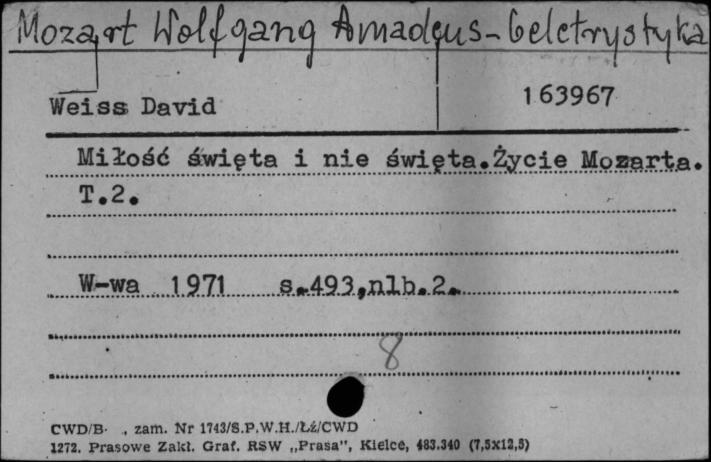 Mozart Wolfgang Amadeus - beletrystyka
Weiss David
163967
Miłość święta i nie święta.Życie Mozarta.
T.2.
W-wa 1971 s.493,nlb.2.
8
CWD/B- , zam. Nr 1743/S.P.W.H./Łź/CWD
1272. Prasowe Zakł. Graf. RSW „Prasa", Kielce, 483.340 (7,5x12,5)